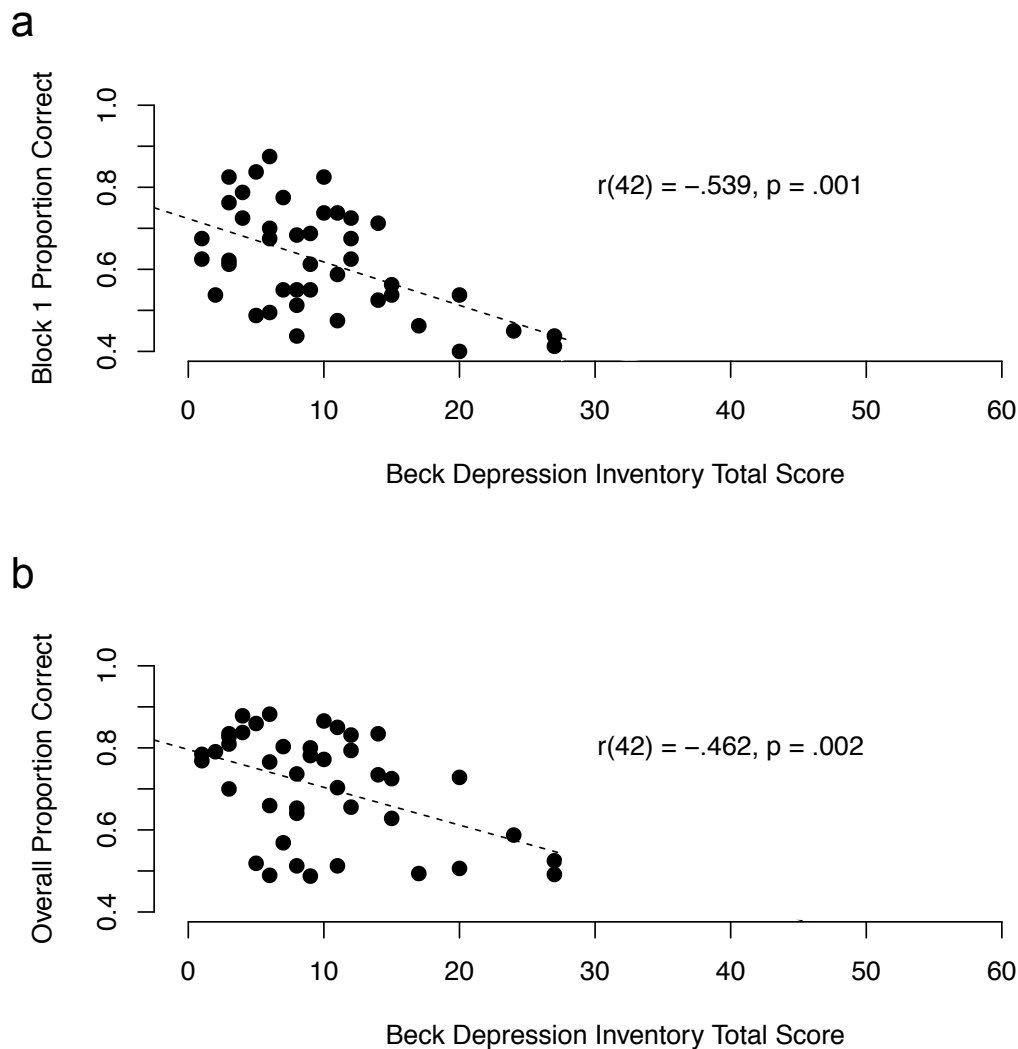 a
Block 1 Proportion Correct
1.0
0.8
0.6
0.4
r(42) = −.539, p = .001
0 10 20 30 40 50 60
Beck Depression Inventory Total Score
b
Overall Proportion Correct
1.0
0.8
0.6
0.4
r(42) = −.462, p = .002
0 10 20 30 40 50 60
Beck Depression Inventory Total Score